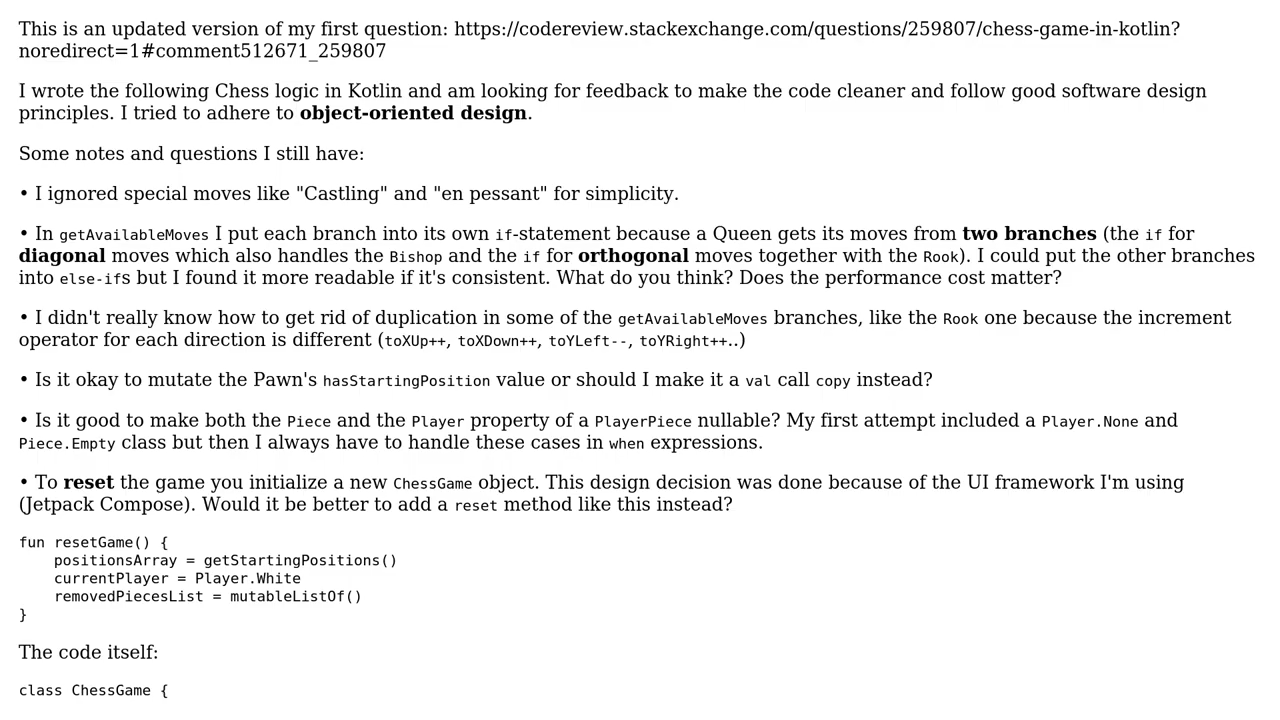 This is an updated version of my first question: https://codereview.stackexchange.com/questions/259807/chess-game-in-kotlin?
noredirect=1#comment512671_259807
I wrote the following Chess logic in Kotlin and am looking for feedback to make the code cleaner and follow good software design
principles. I tried to adhere to object-oriented design.
Some notes and questions I still have:
• I ignored special moves like "Castling" and "en pessant" for simplicity.
• In getAvailableMoves I put each branch into its own if-statement because a Queen gets its moves from two branches (the if for
diagonal moves which also handles the Bishop and the if for orthogonal moves together with the Rook). I could put the other branches
into else-ifs but I found it more readable if it's consistent. What do you think? Does the performance cost matter?
• I didn't really know how to get rid of duplication in some of the getAvailableMoves branches, like the Rook one because the increment
operator for each direction is different (toXUp++, toXDown++, toYLeft--, toYRight++..)
• Is it okay to mutate the Pawn's hasStartingPosition value or should I make it a val call copy instead?
• Is it good to make both the Piece and the Player property of a PlayerPiece nullable? My first attempt included a Player.None and
Piece.Empty class but then I always have to handle these cases in when expressions.
• To reset the game you initialize a new ChessGame object. This design decision was done because of the UI framework I'm using
(Jetpack Compose). Would it be better to add a reset method like this instead?
fun resetGame() {
    positionsArray = getStartingPositions()
    currentPlayer = Player.White
    removedPiecesList = mutableListOf()
}
The code itself:
class ChessGame {